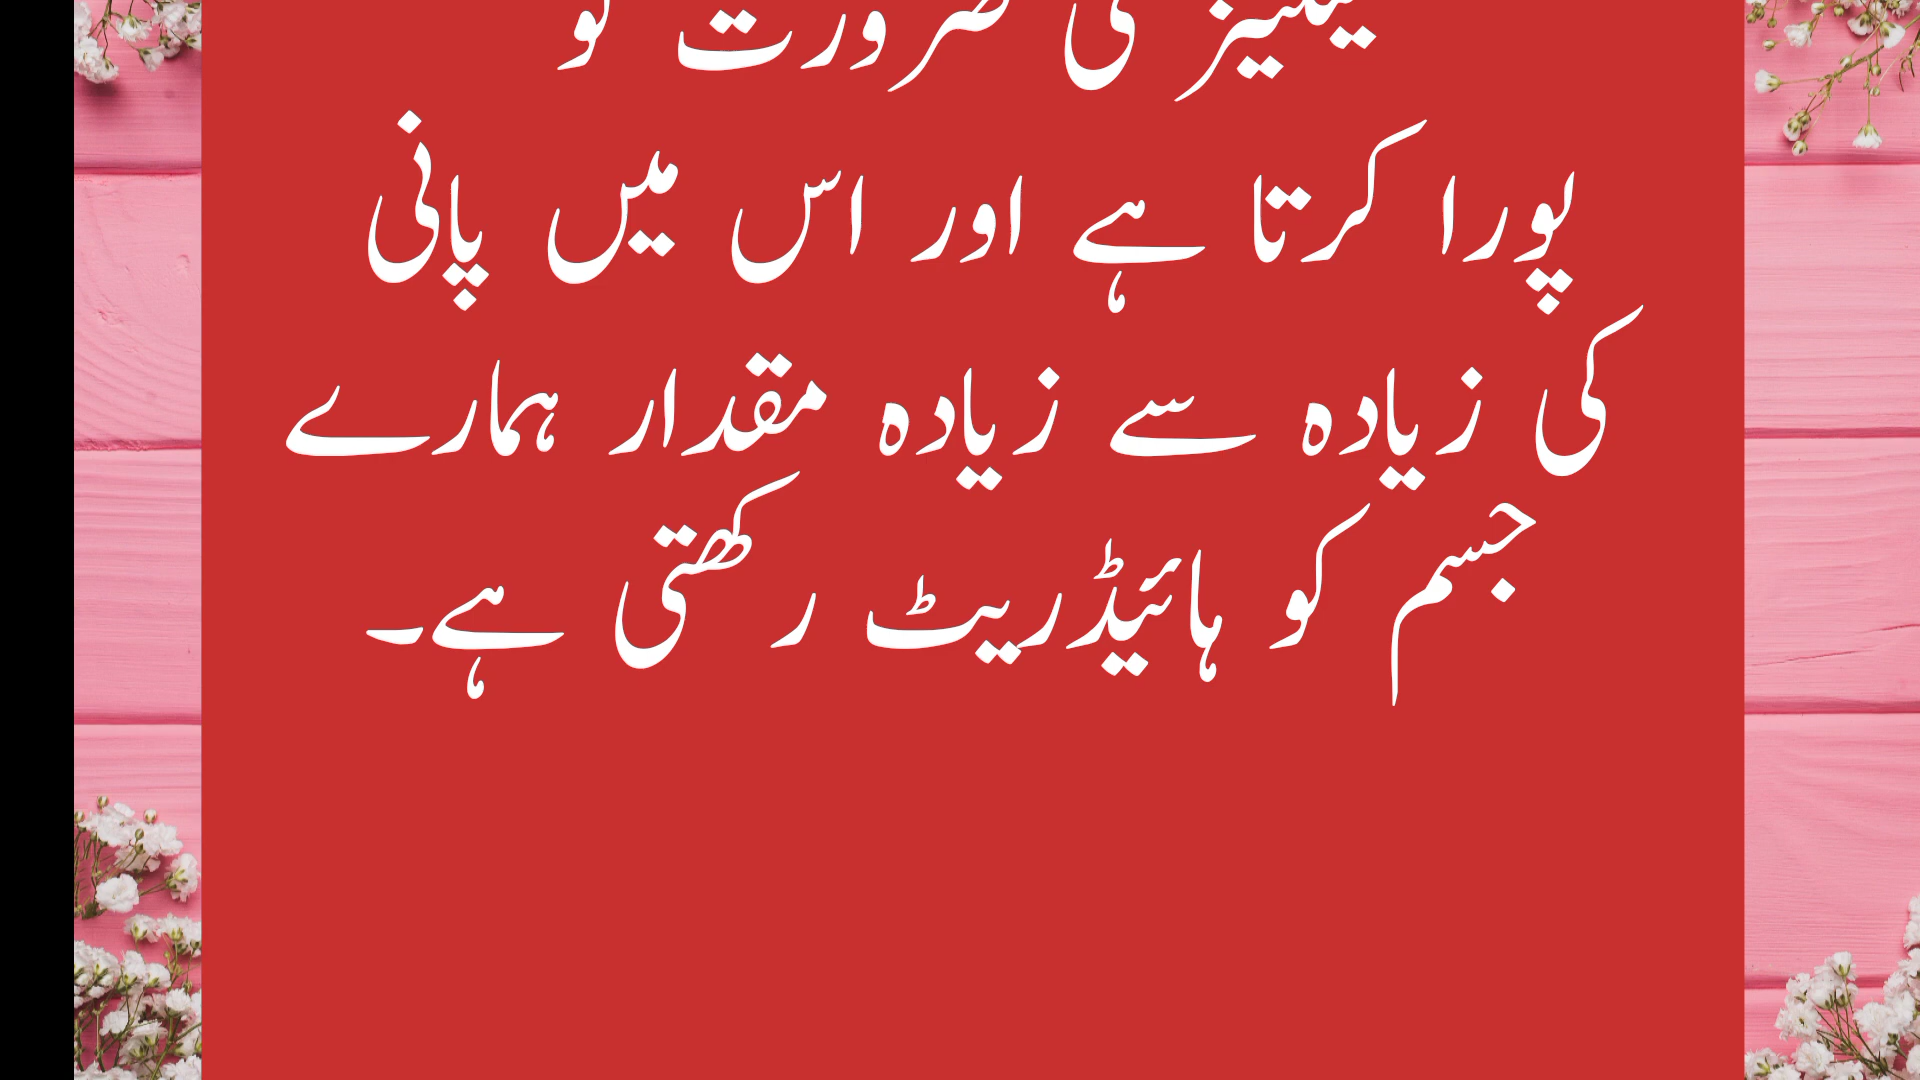 کی ضرورت کو
پورا کرتا ہے اور اس میں پانی
کی زیادہ سے زیادہ مقدار ہمارے
جسم کو ہائیڈریٹ رکھتی ہے۔